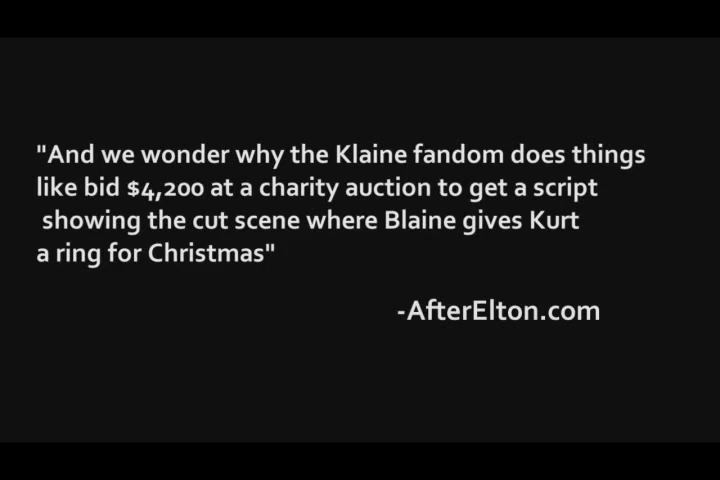 "And we wonder why the Klaine fandom does things
like bid $4,200 at a charity auction to get a script
showing the cut scene where Blaine gives Kurt
a ring for Christmas"
-AfterElton.com